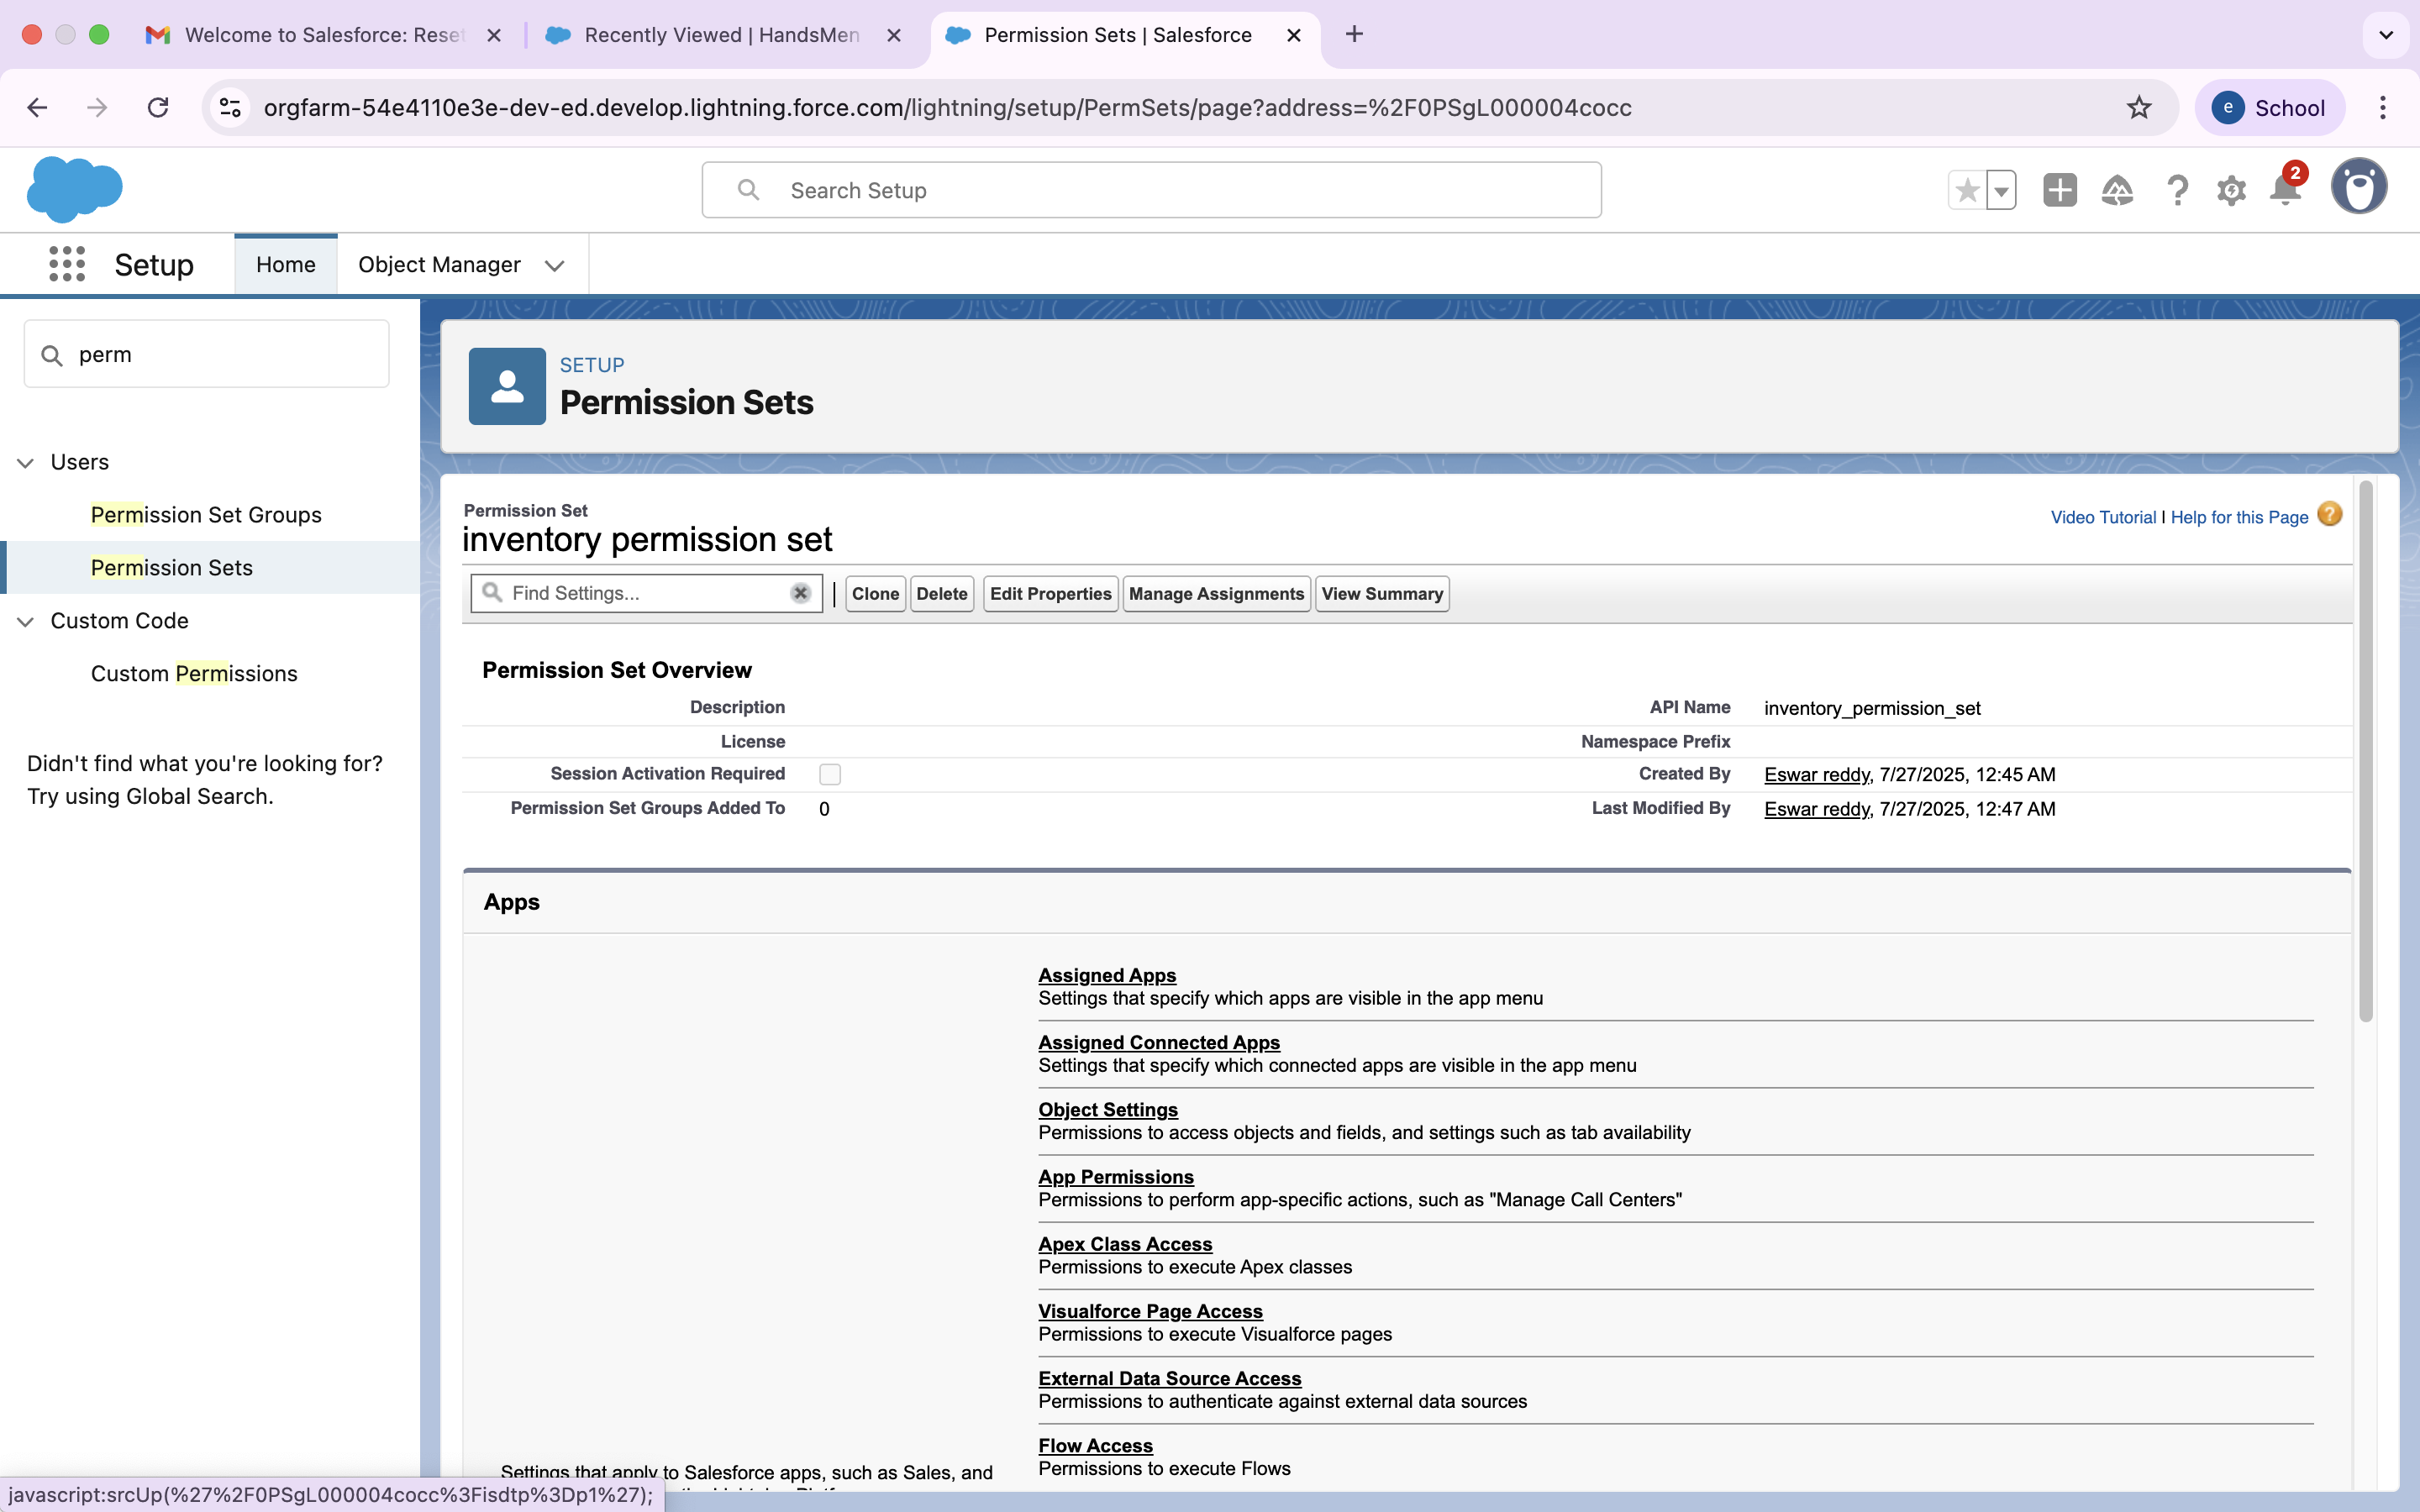 Welcome to Salesforce: Reset
Recently Viewed | HandsMen
Permission Sets | Salesforce
orgfarm-54e4110e3e-dev-ed.develop.lightning.force.com/lightning/setup/PermSets/page?address=%2F0PSgL000004cocc
e School
Search Setup
2
Setup
Home
Object Manager
perm
Users
Permission Set Groups
Permission Sets
Custom Code
Custom Permissions
Didn't find what you're looking for?
Try using Global Search.
SETUP
Permission Sets
Permission Set
inventory permission set
Video Tutorial | Help for this Page ?
Find Settings...
Clone Delete Edit Properties Manage Assignments View Summary
Permission Set Overview
Description
API Name inventory_permission_set
License
Namespace Prefix
Session Activation Required
Created By Eswar reddy, 7/27/2025, 12:45 AM
Permission Set Groups Added To 0
Last Modified By Eswar reddy, 7/27/2025, 12:47 AM
Apps
Assigned Apps
Settings that specify which apps are visible in the app menu
Assigned Connected Apps
Settings that specify which connected apps are visible in the app menu
Object Settings
Permissions to access objects and fields, and settings such as tab availability
App Permissions
Permissions to perform app-specific actions, such as "Manage Call Centers"
Apex Class Access
Permissions to execute Apex classes
Visualforce Page Access
Permissions to execute Visualforce pages
External Data Source Access
Permissions to authenticate against external data sources
Flow Access
Permissions to execute Flows
Settings that apply to Salesforce apps, such as Sales, and
javascript:srcUp(%27%2F0PSgL000004cocc%3Fisdtp%3Dp1%27);